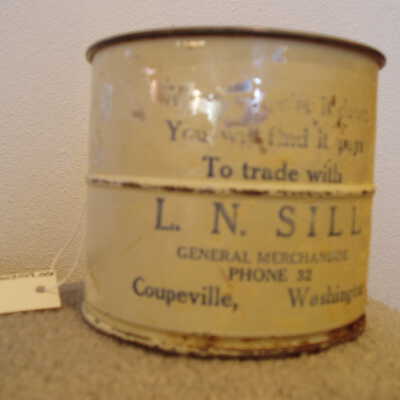 You will find it pays
To trade with
L. N. SILL
GENERAL MERCHANDISE
PHONE 32
Coupeville, Washington